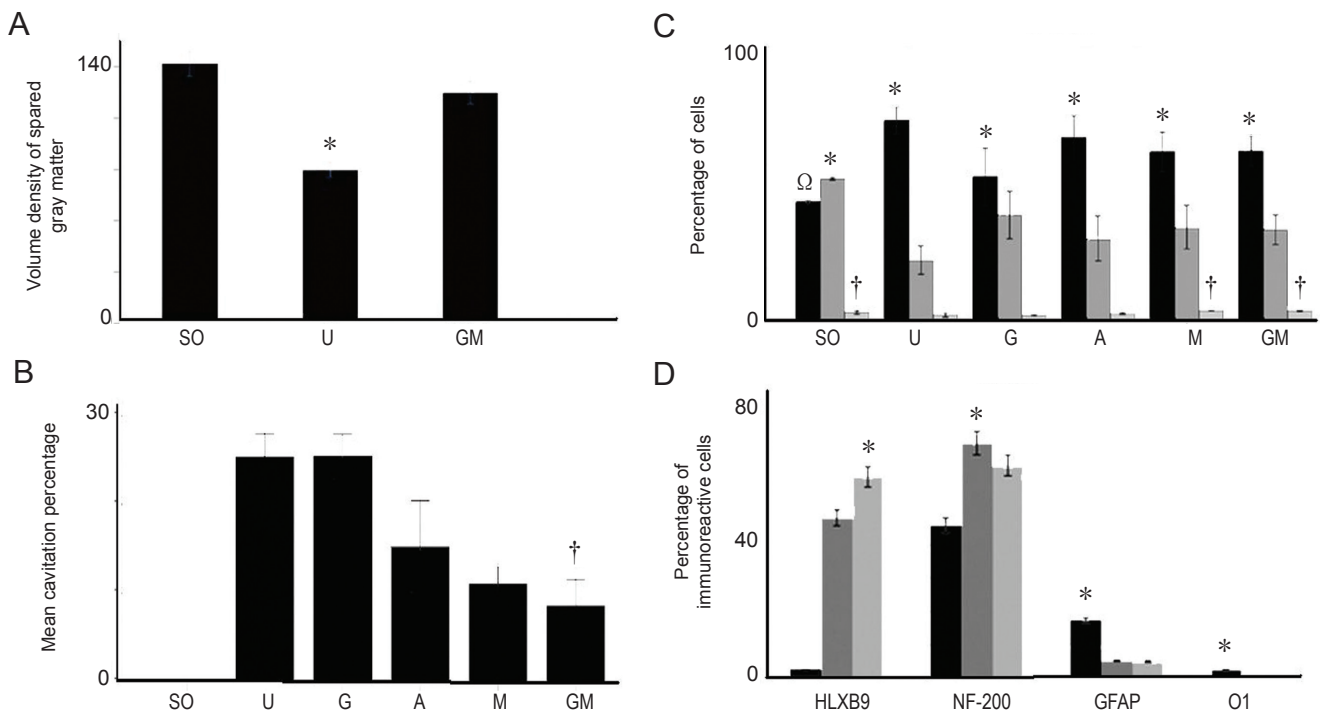 A
Volume density of spared
gray matter
140
0
*
SO U GM
B
Mean cavitation percentage
30
0
†
SO U G A M GM
C
Percentage of cells
100
0
Ω * † * * * * † * †
SO U G A M GM
D
Percentage of
immunoreactive cells
80
40
0
* * * *
HLXB9 NF-200 GFAP O1